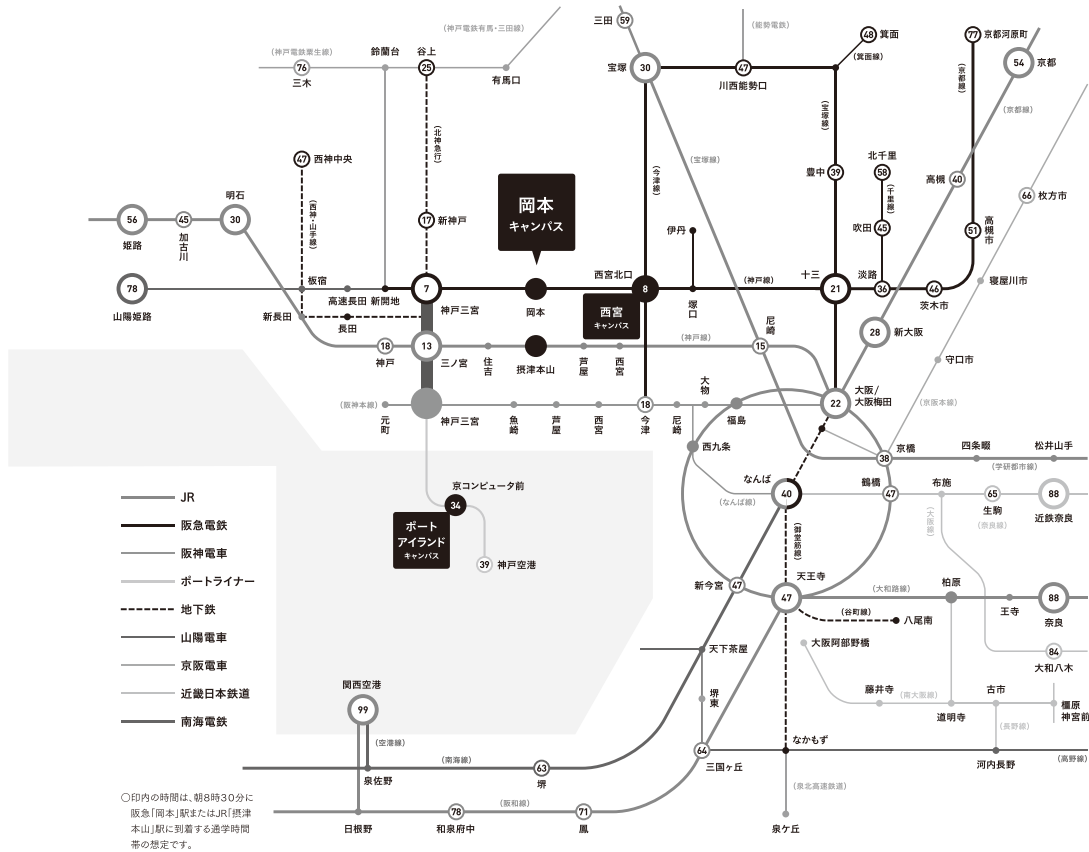 三田
59
(能勢電鉄)
48
箕面
(箕面線)
77
京都河原町
(京都線)
54
京都
(京都線)
(神戸電鉄有馬・三田線)
(神戸電鉄粟生線)
76
三木
鈴蘭台
谷上
25
有馬口
宝塚
30
47
川西能勢口
(宝塚線)
(北神急行)
47
西神中央
(西神・山手線)
(今津線)
(宝塚線)
豊中
39
北千里
58
(千里線)
吹田
45
高槻
40
66
枚方市
51
高槻市
明石
56
姫路
45
加古川
30
17
新神戸
岡本
キャンパス
伊丹
78
山陽姫路
板宿
高速長田
新開地
7
神戸三宮
岡本
西宮北口
8
塚口
(神戸線)
十三
21
淡路
36
46
茨木市
寝屋川市
新長田
長田
西宮
キャンパス
尼崎
28
新大阪
18
神戸
13
三ノ宮
住吉
摂津本山
芦屋
西宮
(神戸線)
15
守口市
(阪神本線)
元町
神戸三宮
魚崎
芦屋
西宮
18
今津
尼崎
大物
福島
22
大阪/
大阪梅田
(京阪本線)
西九条
38
京橋
四条畷
松井山手
(学研都市線)
京コンピュータ前
34
ポート
アイランド
キャンパス
39
神戸空港
なんば
40
(なんば線)
鶴橋
47
布施
(大阪線)
65
生駒
(奈良線)
88
近鉄奈良
(御堂筋線)
JR
阪急電鉄
阪神電車
ポートライナー
地下鉄
山陽電車
京阪電車
近畿日本鉄道
南海電鉄
新今宮
47
天王寺
47
(大和路線)
柏原
王寺
88
奈良
(谷町線)
八尾南
大阪阿部野橋
84
大和八木
天下茶屋
堺東
藤井寺
(南大阪線)
道明寺
古市
(長野線)
橿原
神宮前
関西空港
99
(空港線)
泉佐野
(南海線)
63
堺
64
三国ヶ丘
なかもず
河内長野
(高野線)
(泉北高速鉄道)
泉ケ丘
日根野
78
和泉府中
(阪和線)
71
鳳
○印内の時間は、朝8時30分に
阪急「岡本」駅またはJR「摂津
本山」駅に到着する通学時間
帯の想定です。